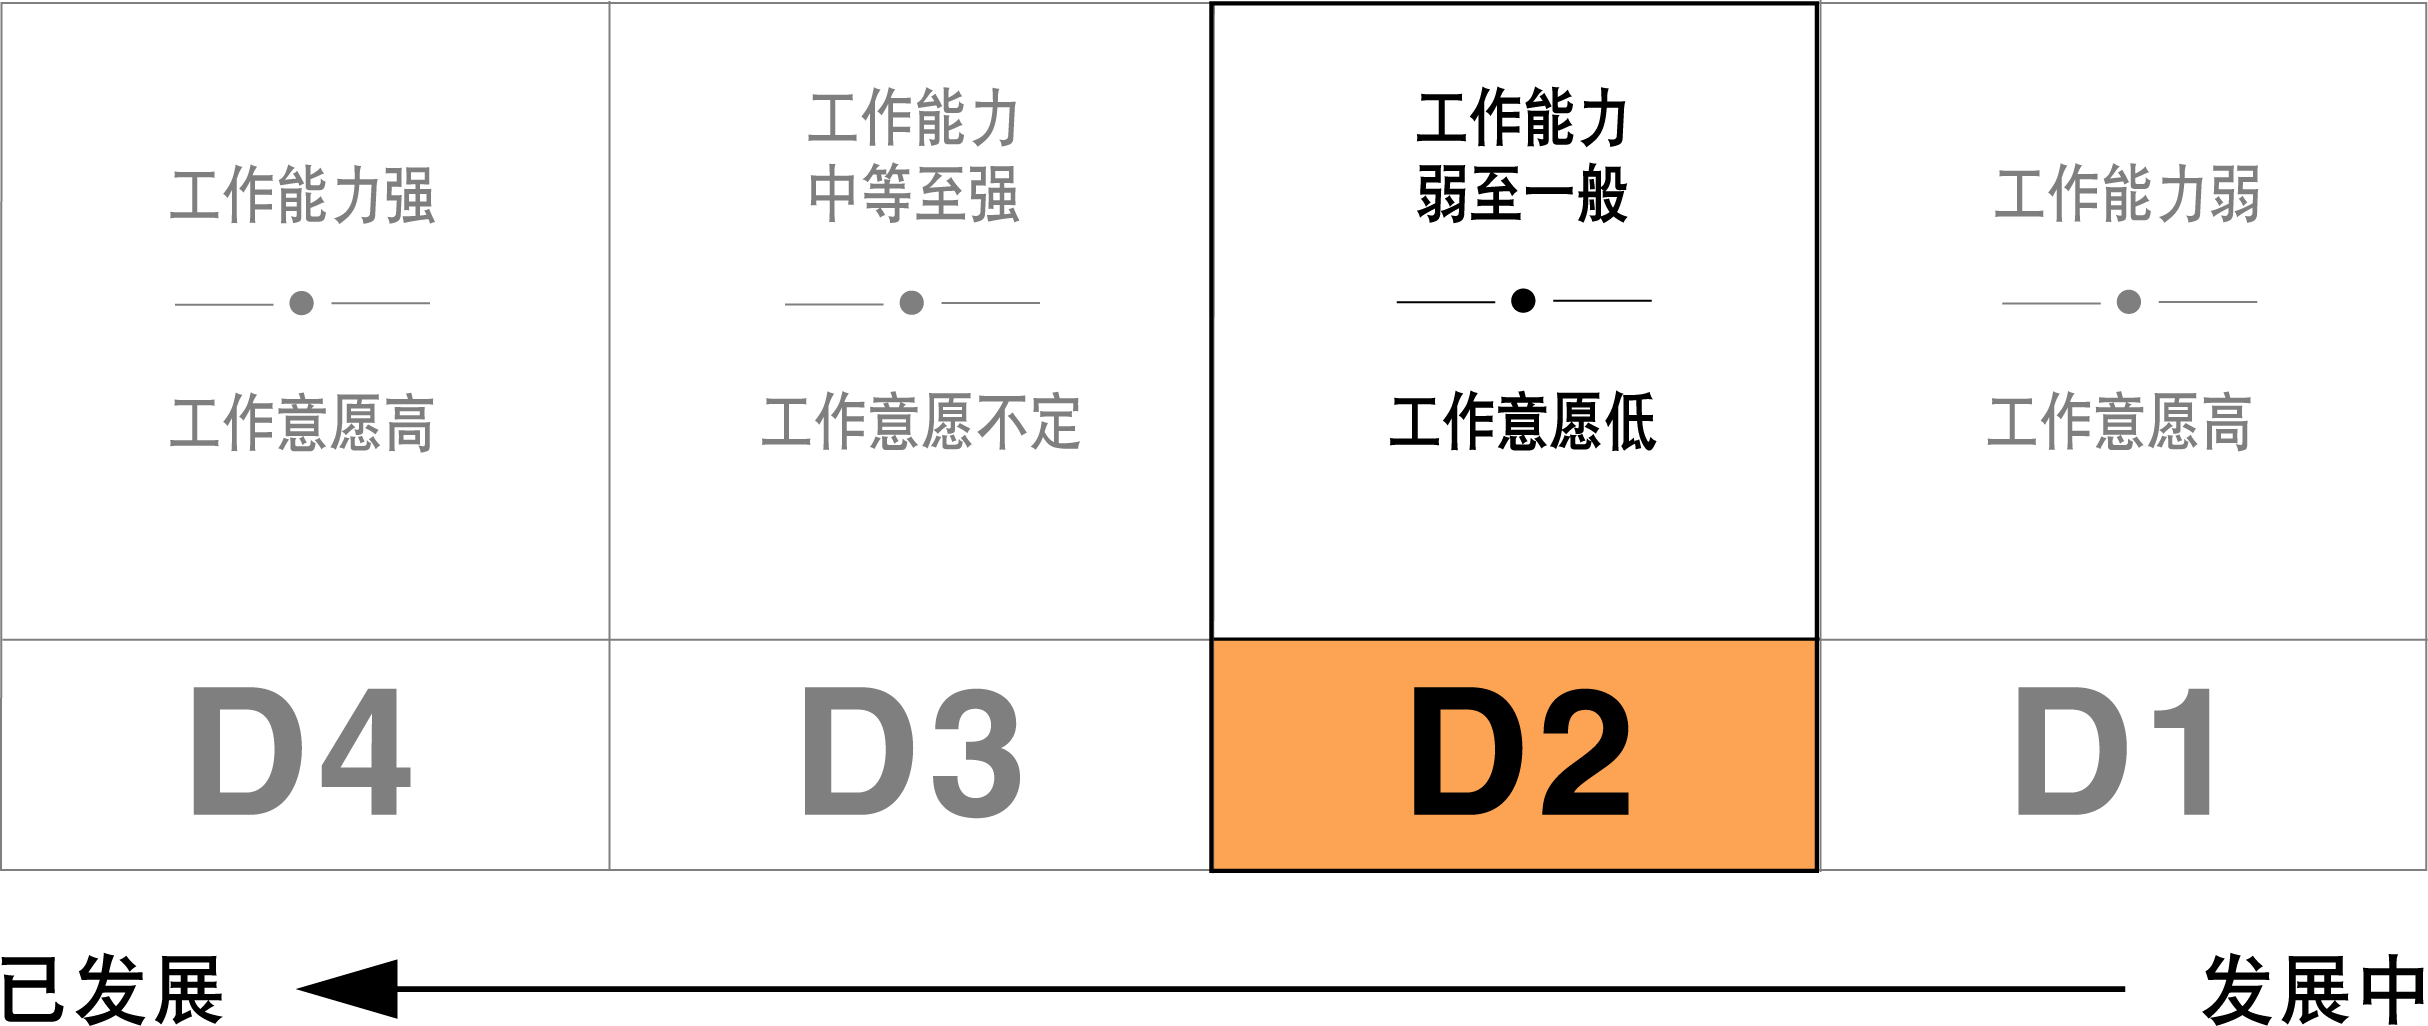 工作能力强
工作意愿高
工作能力
中等至强
工作意愿不定
工作能力
弱至一般
工作意愿低
工作能力弱
工作意愿高
D4
D3
D2
D1
已发展
发展中